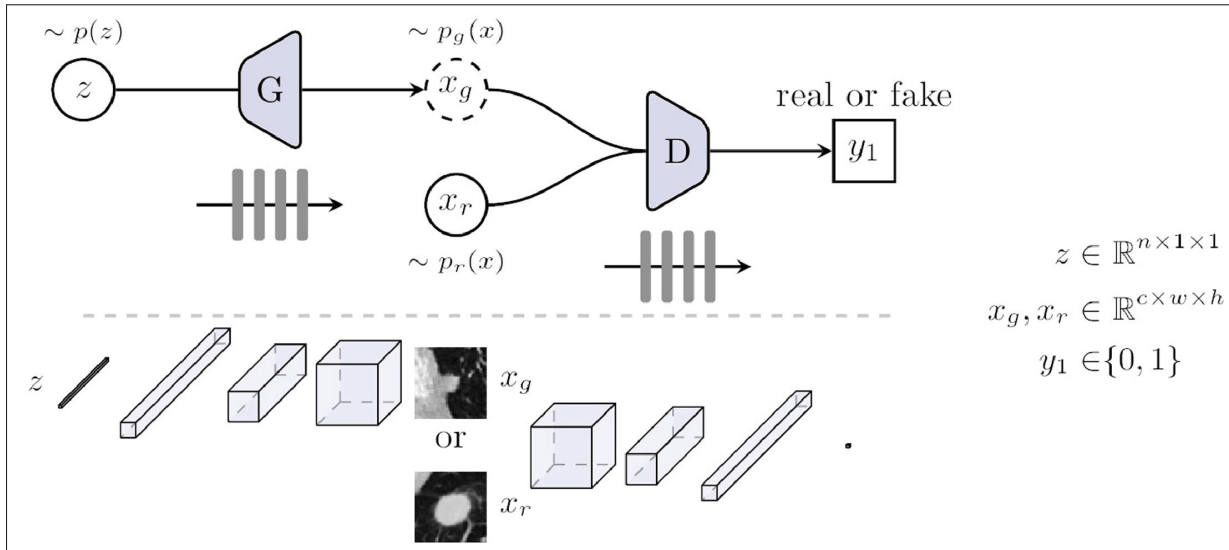 ∼ p(z)
z
G
∼ p_g(x)
x_g
x_r
∼ p_r(x)
D
real or fake
y_1
z ∈ ℝ^{n×1×1}
x_g, x_r ∈ ℝ^{c×w×h}
y_1 ∈{0, 1}
z
x_g
or
x_r